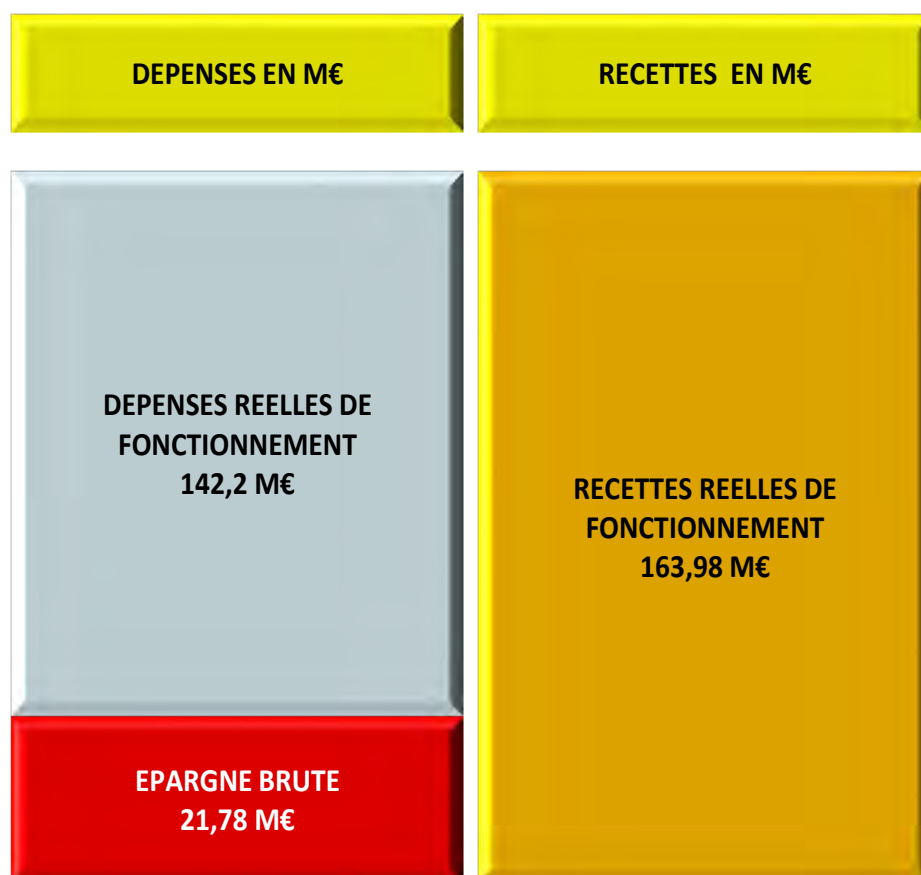 DEPENSES EN M€
RECETTES EN M€
DEPENSES REELLES DE
FONCTIONNEMENT
142,2 M€
RECETTES REELLES DE
FONCTIONNEMENT
163,98 M€
EPARGNE BRUTE
21,78 M€